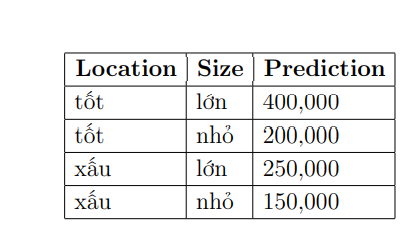 Location Size Prediction
tốt lớn 400,000
tốt nhỏ 200,000
xấu lớn 250,000
xấu nhỏ 150,000